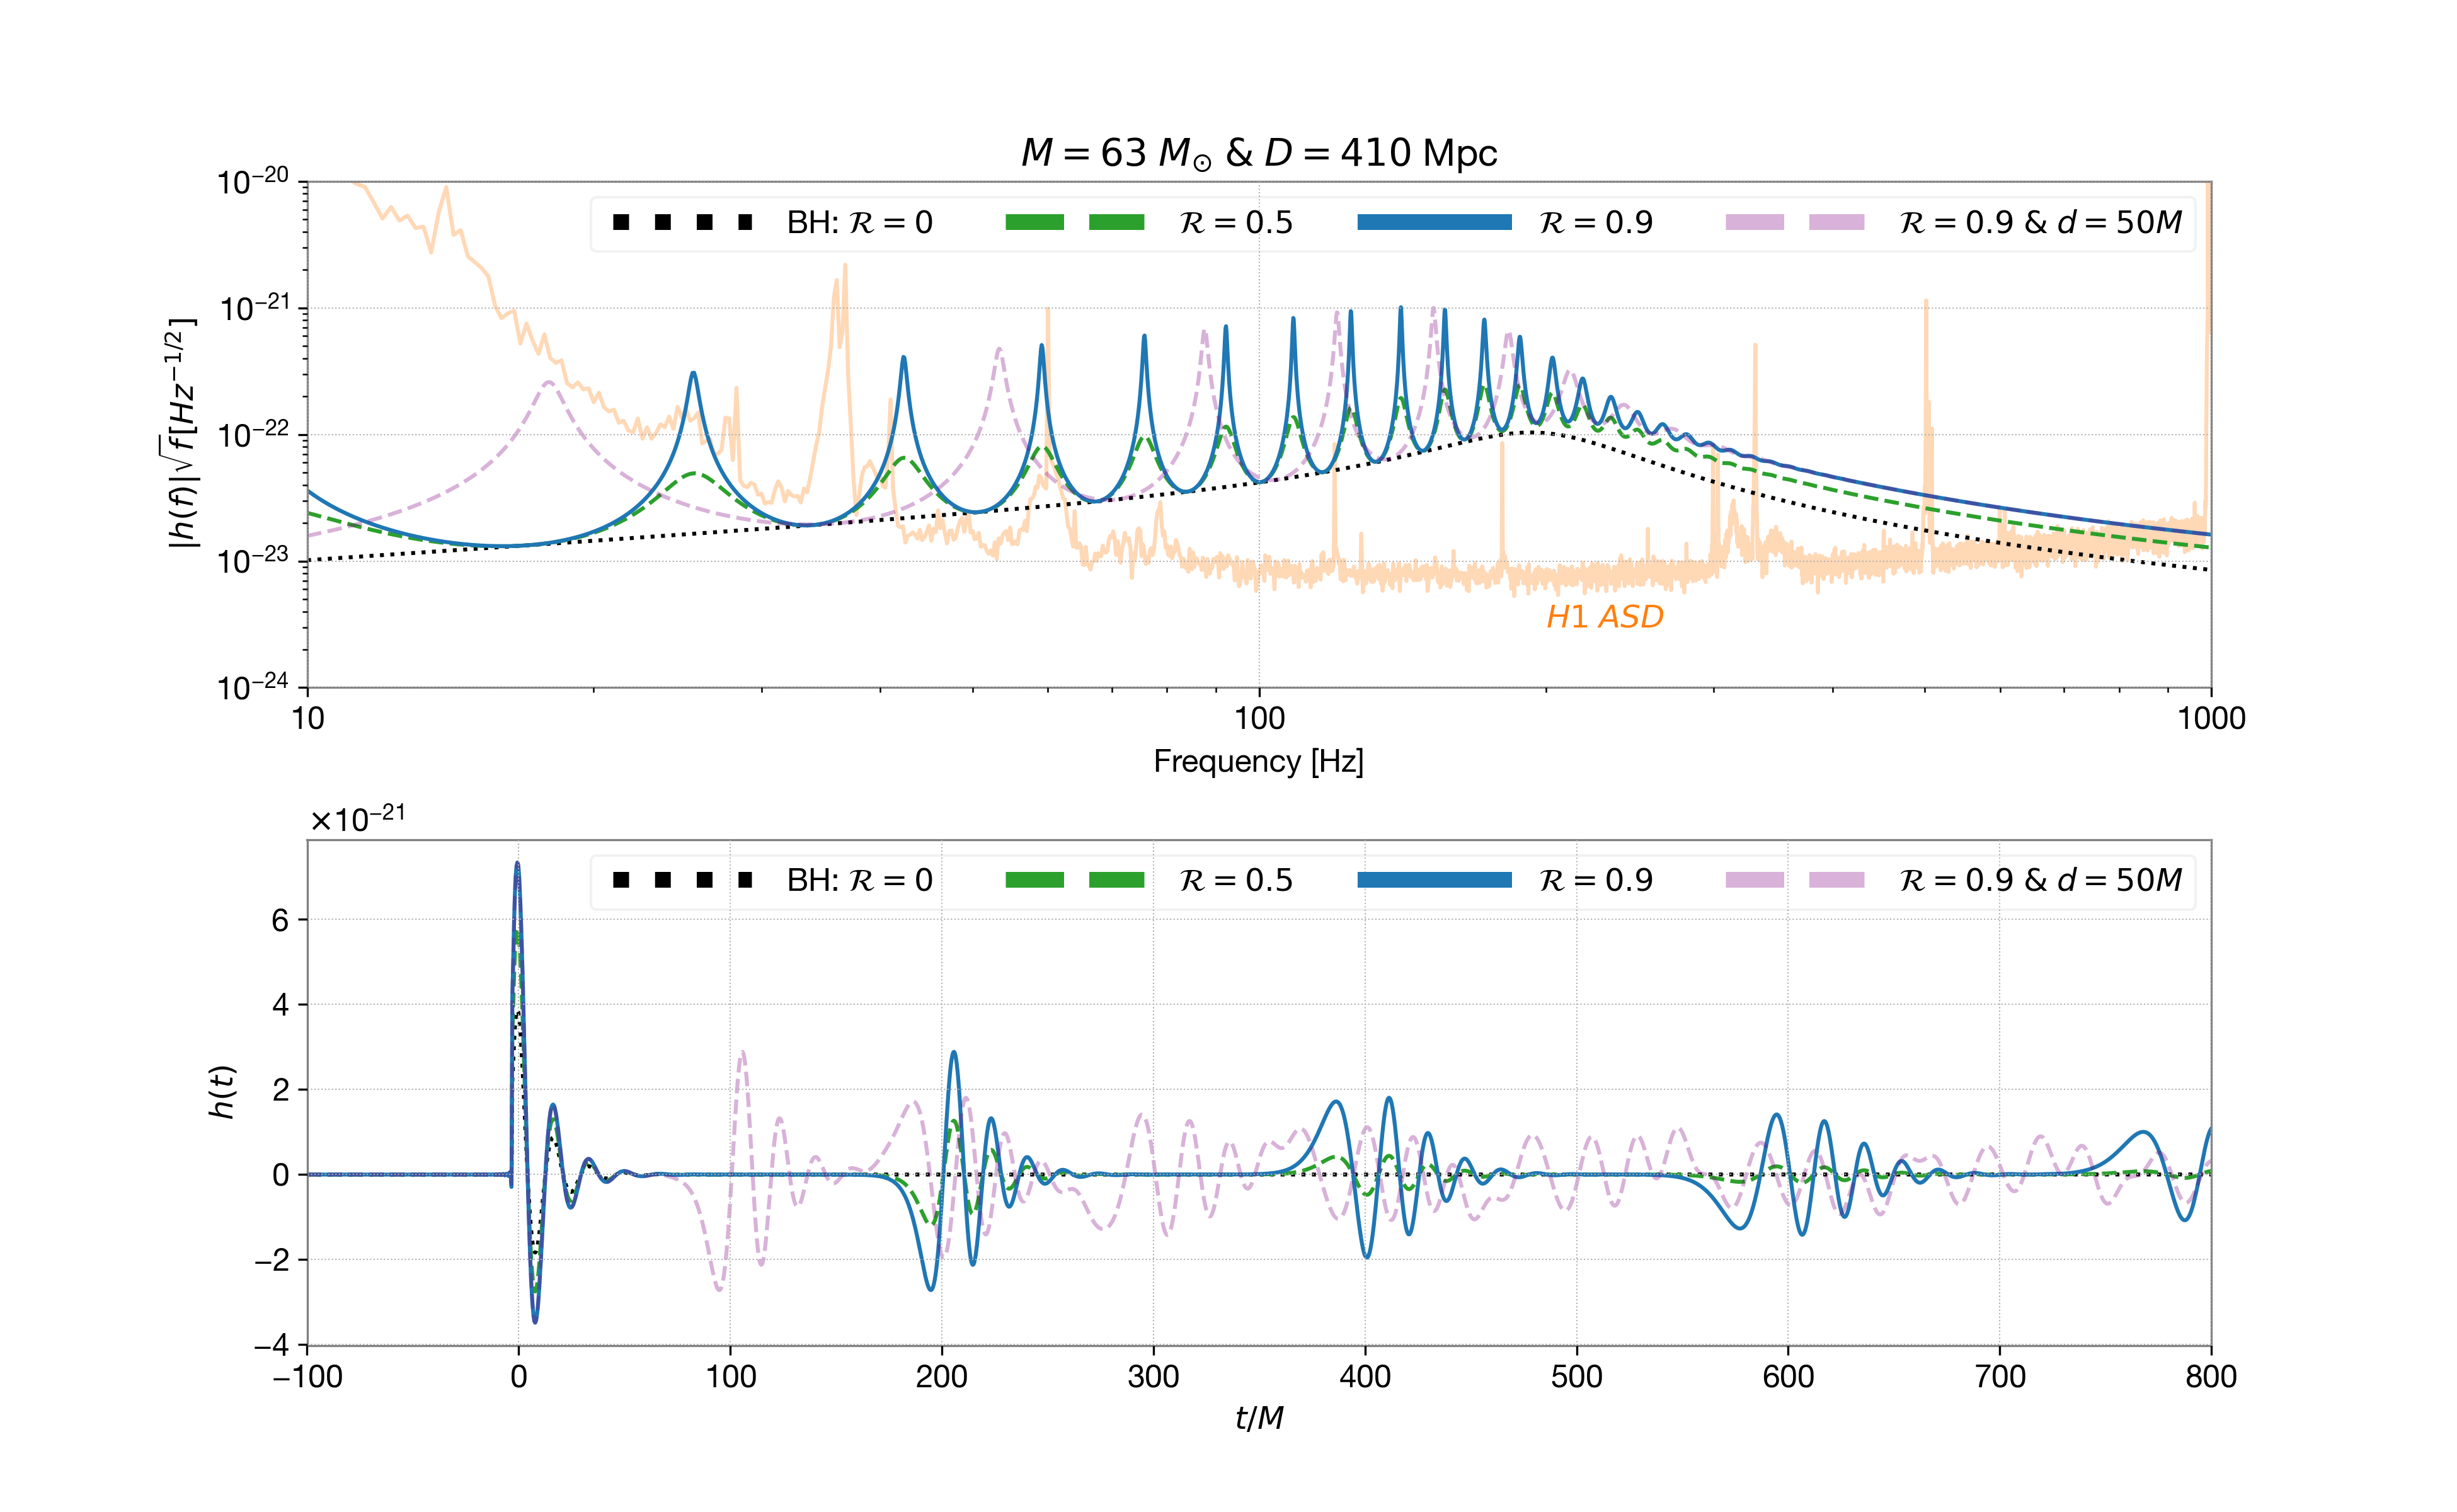 M = 63 M⊙ & D = 410 Mpc
10⁻²⁰
10⁻²¹
10⁻²²
10⁻²³
10⁻²⁴
|h(f)|√f[Hz⁻¹/²]
BH: ℛ = 0
ℛ = 0.5
ℛ = 0.9
ℛ = 0.9 & d = 50M
H1 ASD
10
100
1000
Frequency [Hz]
×10⁻²¹
6
4
2
0
−2
−4
h(t)
BH: ℛ = 0
ℛ = 0.5
ℛ = 0.9
ℛ = 0.9 & d = 50M
−100
0
100
200
300
400
500
600
700
800
t/M